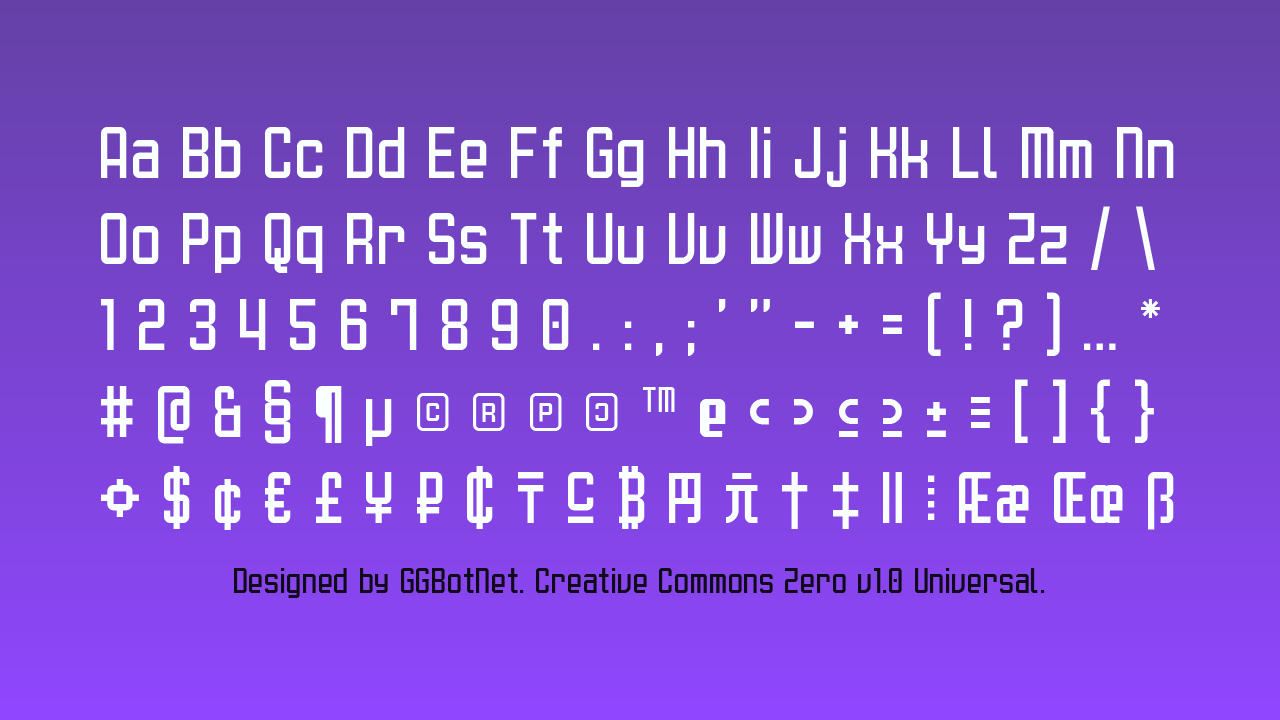 Aa Bb Cc Dd Ee Ff Gg Hh Ii Jj Kk Ll Mm Nn
Oo Pp Qq Rr Ss Tt Uu Vv Ww Xx Yy Zz / \
1 2 3 4 5 6 7 8 9 0 . : , ; ' " - + = ( ! ? ) … *
# @ & § ¶ µ © ® ℗ 🄯 ™ ⊂ ⊃ ⊆ ⊇ ± ≡ [ ] { }
¤ $ ¢ € £ ¥ ₽ ₵ ₸ ₿ † ‡ ‖ Ææ Œœ ß
Designed by GGBotNet. Creative Commons Zero v1.0 Universal.